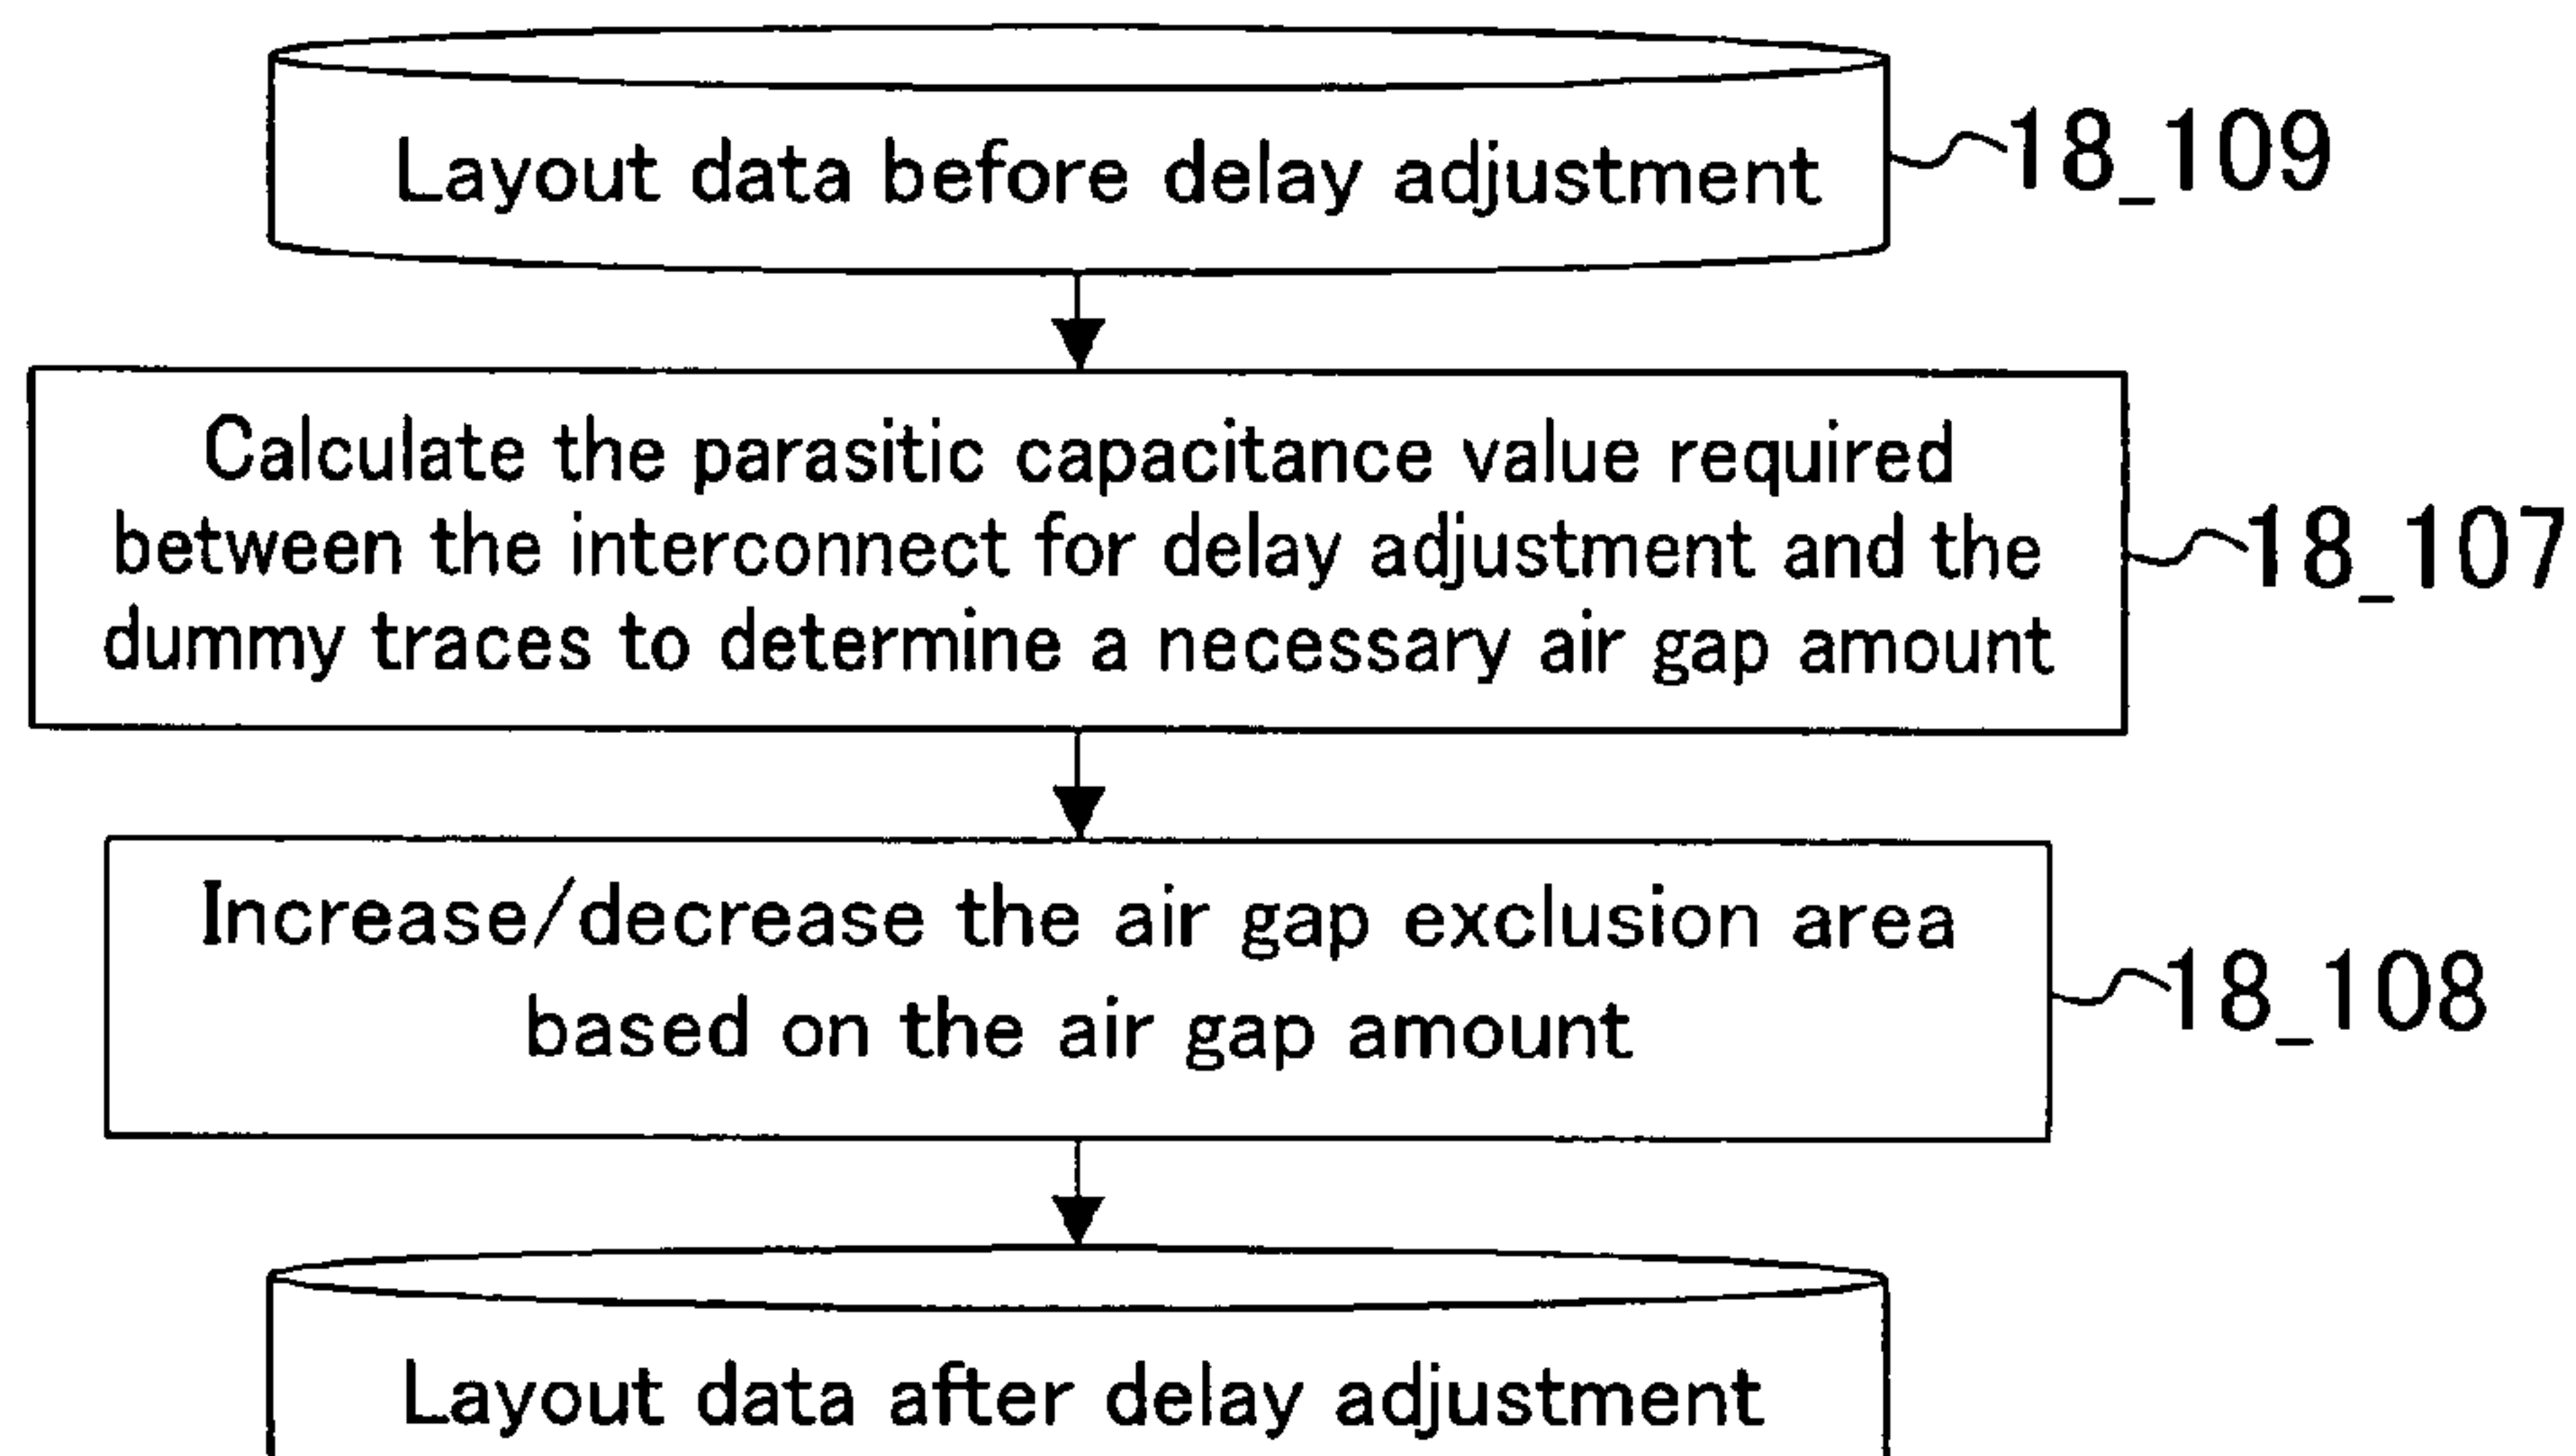 Layout data before delay adjustment
18_109
Calculate the parasitic capacitance value required
between the interconnect for delay adjustment and the
dummy traces to determine a necessary air gap amount
18_107
Increase/decrease the air gap exclusion area
based on the air gap amount
18_108
Layout data after delay adjustment